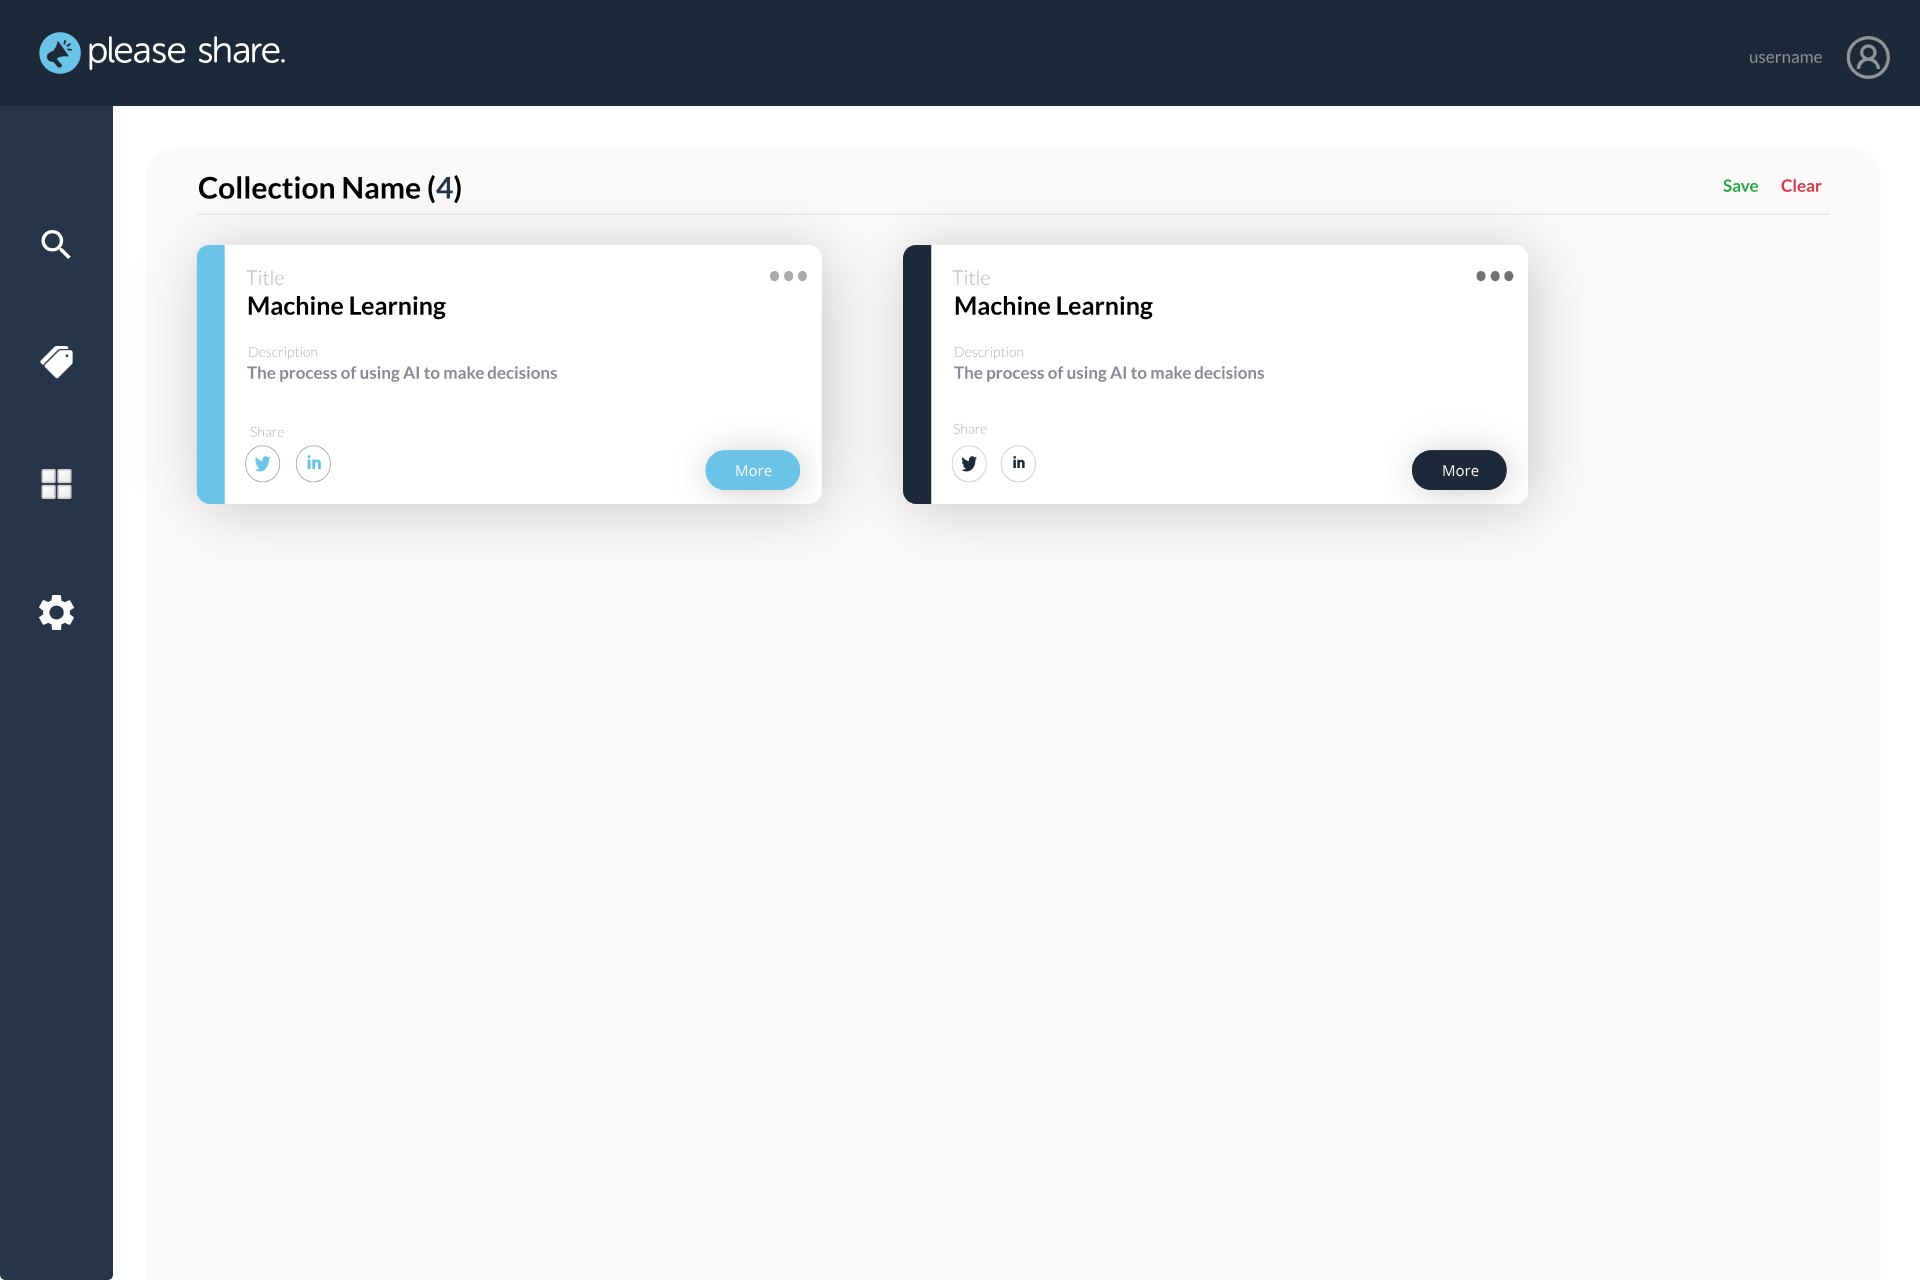 please share.
username
Collection Name (4)
Save Clear
Title
Machine Learning
Description
The process of using AI to make decisions
Share
in
More
Title
Machine Learning
Description
The process of using AI to make decisions
Share
in
More